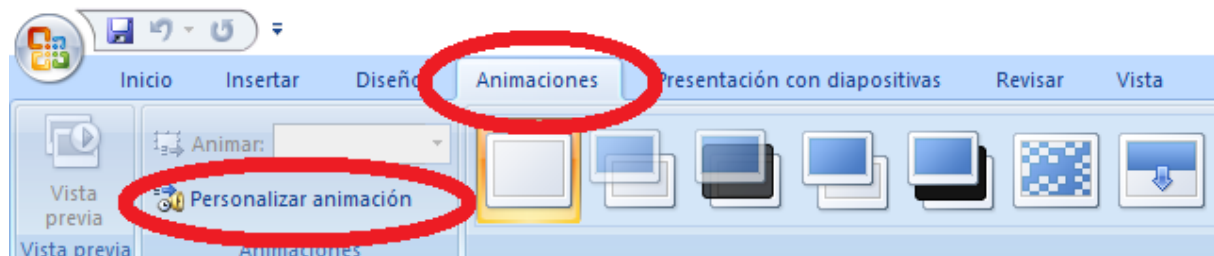 Inicio Insertar Diseño Animaciones Presentación con diapositivas Revisar Vista
Animar:
Vista previa
Personalizar animación
Vista previa Animaciones